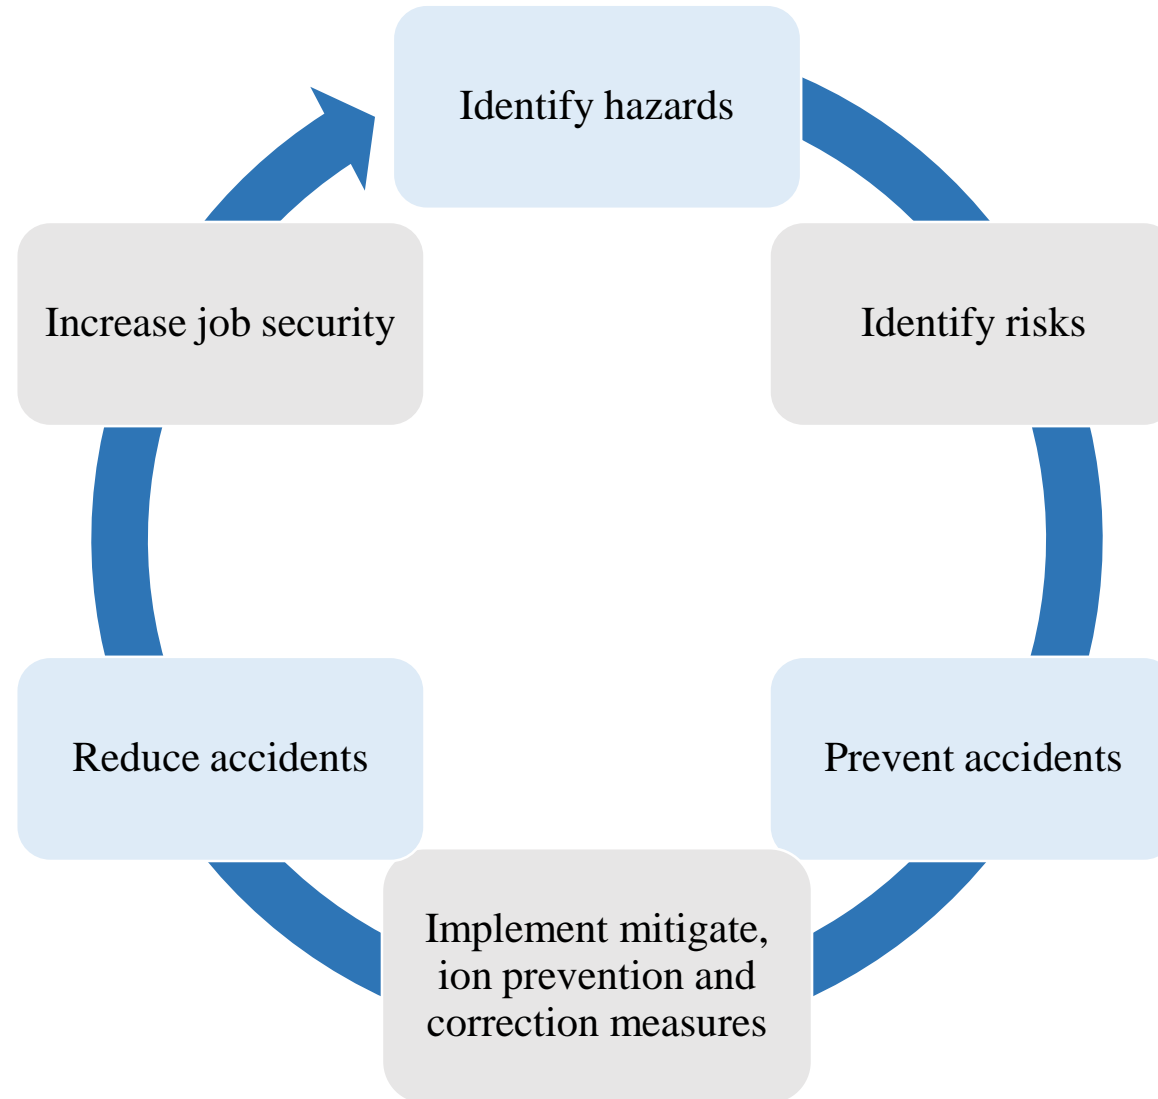 Identify hazards
Identify risks
Prevent accidents
Implement mitigate,
ion prevention and
correction measures
Reduce accidents
Increase job security